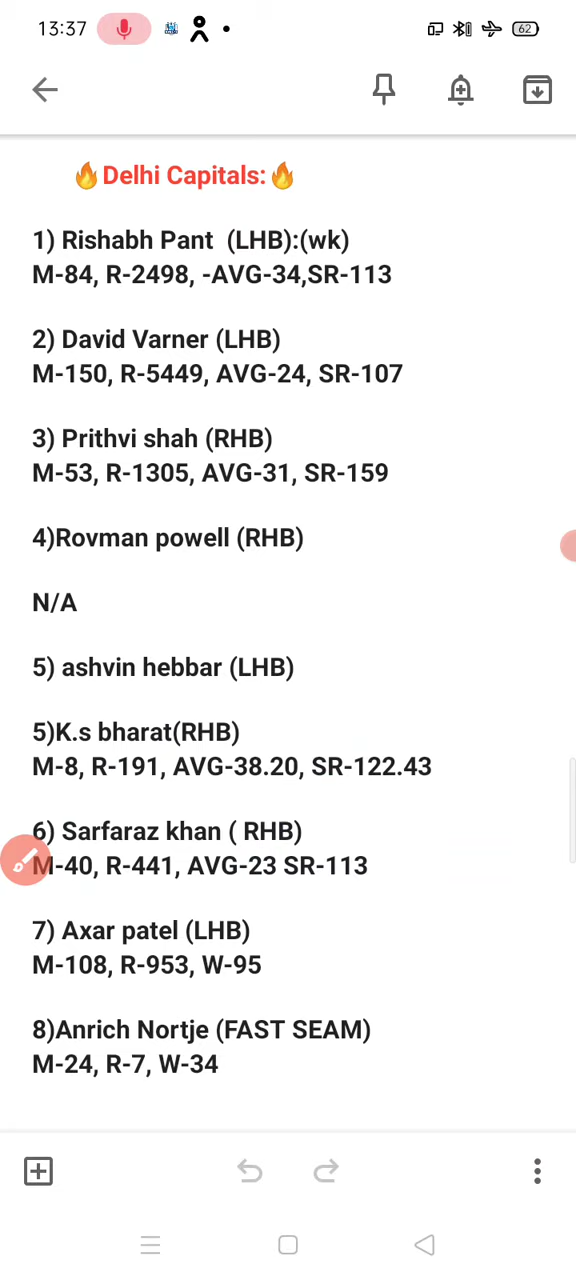 13:37
62
🔥Delhi Capitals:🔥
1) Rishabh Pant (LHB):(wk)
M-84, R-2498, -AVG-34,SR-113
2) David Varner (LHB)
M-150, R-5449, AVG-24, SR-107
3) Prithvi shah (RHB)
M-53, R-1305, AVG-31, SR-159
4)Rovman powell (RHB)
N/A
5) ashvin hebbar (LHB)
5)K.s bharat(RHB)
M-8, R-191, AVG-38.20, SR-122.43
6) Sarfaraz khan ( RHB)
M-40, R-441, AVG-23 SR-113
7) Axar patel (LHB)
M-108, R-953, W-95
8)Anrich Nortje (FAST SEAM)
M-24, R-7, W-34